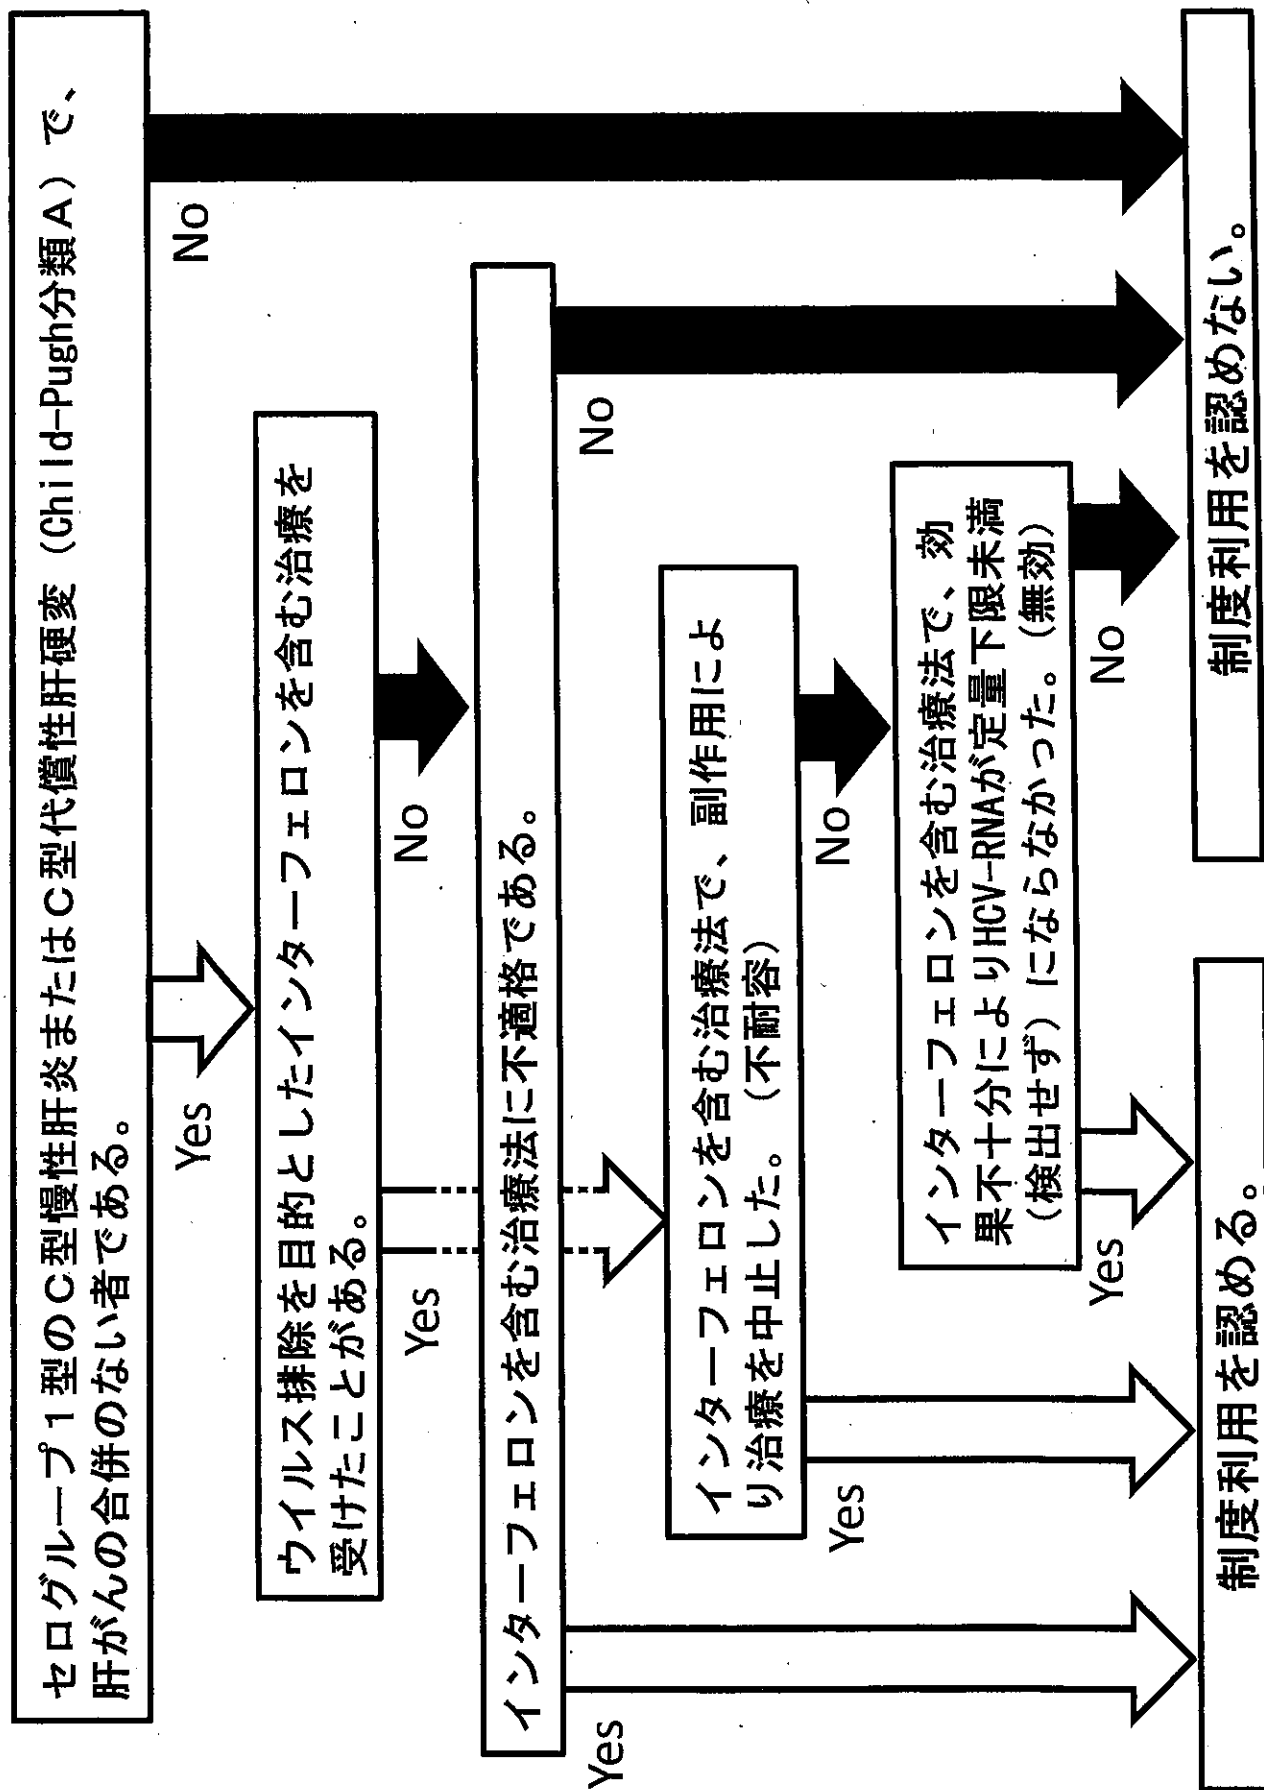 セログループ1型のC型慢性肝炎またはC型代償性肝硬変（Child-Pugh分類A）で、
肝がんの合併のない者である。
Yes
No
ウイルス排除を目的としたインターフェロンを含む治療を
受けたことがある。
Yes
No
インターフェロンを含む治療法に不適格である。
Yes
No
インターフェロンを含む治療法で、副作用によ
り治療を中止した。（不耐容）
Yes
No
インターフェロンを含む治療法で、効
果不十分によりHCV-RNAが定量下限未満
（検出せず）にならなかった。（無効）
Yes
No
制度利用を認める。
制度利用を認めない。